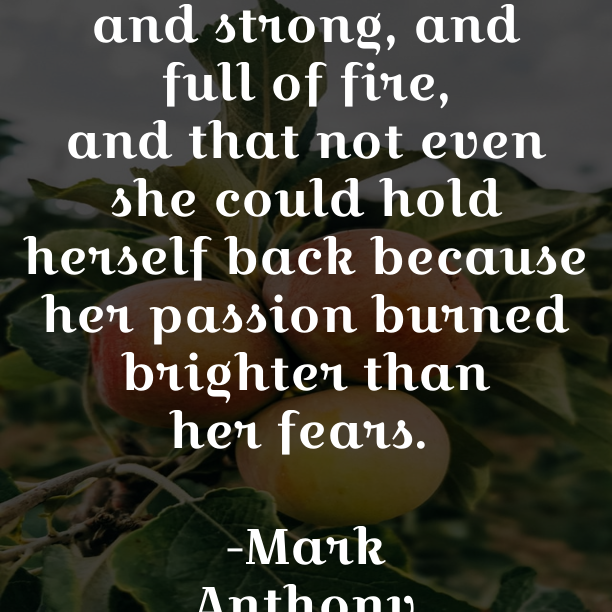 and strong, and
full of fire,
and that not even
she could hold
herself back because
her passion burned
brighter than
her fears.
-Mark
Anthony